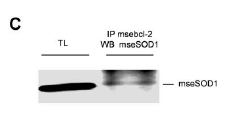 C
IP msebcl-2
TL WB mseSOD1
mseSOD1